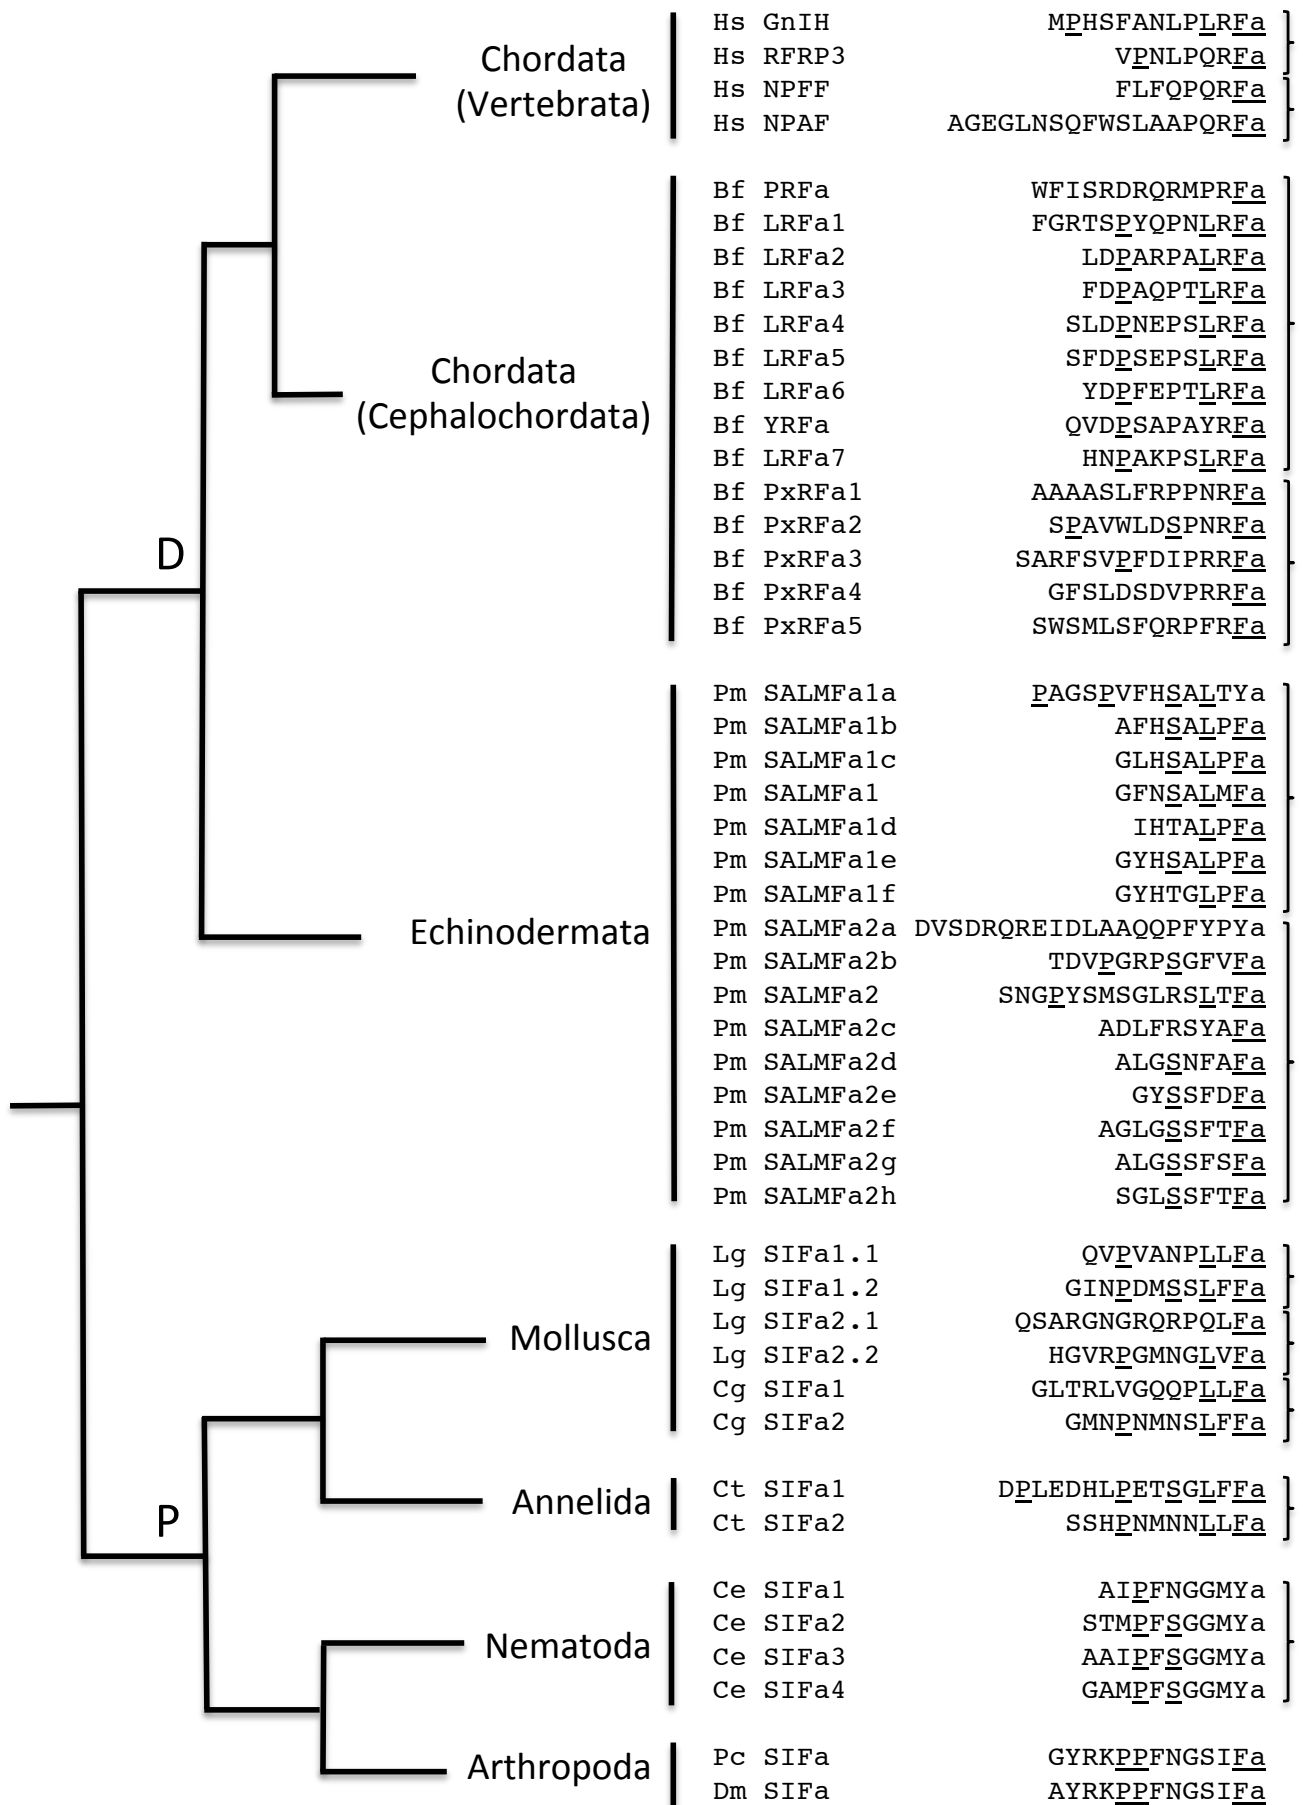 Chordata
(Vertebrata)
Hs GnIH MPHSFANLPLRFa
Hs RFRP3 VPNLPQRFa
Hs NPFF FLFQPQRFa
Hs NPAF AGEGLNSQFWSLAAPQRFa
Chordata
(Cephalochordata)
Bf PRFa WFISRDRQRMPRFa
Bf LRFa1 FGRTSPYQPNLRFa
Bf LRFa2 LDPARPALRFa
Bf LRFa3 FDPAQPTLRFa
Bf LRFa4 SLDPNEPSLRFa
Bf LRFa5 SFDPSEPSLRFa
Bf LRFa6 YDPFEPTLRFa
Bf YRFa QVDPSAPAYRFa
Bf LRFa7 HNPAKPSLRFa
Bf PxRFa1 AAAASLFRPPNRFa
Bf PxRFa2 SPAVWLDSPNRFa
Bf PxRFa3 SARFSVPFDIPRRFa
Bf PxRFa4 GFSLDSDVPRRFa
Bf PxRFa5 SWSMLSFQRPFRFa
D
Echinodermata
Pm SALMFa1a PAGSPVFHSALTYa
Pm SALMFa1b AFHSALPFa
Pm SALMFa1c GLHSALPFa
Pm SALMFa1 GFNSALMFa
Pm SALMFa1d IHTALPFa
Pm SALMFa1e GYHSALPFa
Pm SALMFa1f GYHTGLPFa
Pm SALMFa2a DVSDRQREIDLAAQQPFYPYa
Pm SALMFa2b TDVPGRPSGFVFa
Pm SALMFa2 SNGPYSMSGLRSLTFa
Pm SALMFa2c ADLFRSYAFa
Pm SALMFa2d ALGSNFAFa
Pm SALMFa2e GYSSFDFa
Pm SALMFa2f AGLGSSFTFa
Pm SALMFa2g ALGSSFSFa
Pm SALMFa2h SGLSSFTFa
Mollusca
Lg SIFa1.1 QVPVANPLLFa
Lg SIFa1.2 GINPDMSSLFFa
Lg SIFa2.1 QSARGNGRQRPQLFa
Lg SIFa2.2 HGVRPGMNGLVFa
Cg SIFa1 GLTRLVGQQPLLFa
Cg SIFa2 GMNPNMNSLFFa
P
Annelida
Ct SIFa1 DPLEDHLPETSGLFFa
Ct SIFa2 SSHPNMNNLLFa
Nematoda
Ce SIFa1 AIPFNGGMYa
Ce SIFa2 STMPFSGGMYa
Ce SIFa3 AAIPFSGGMYa
Ce SIFa4 GAMPFSGGMYa
Arthropoda
Pc SIFa GYRKPPFNGSIFa
Dm SIFa AYRKPPFNGSIFa